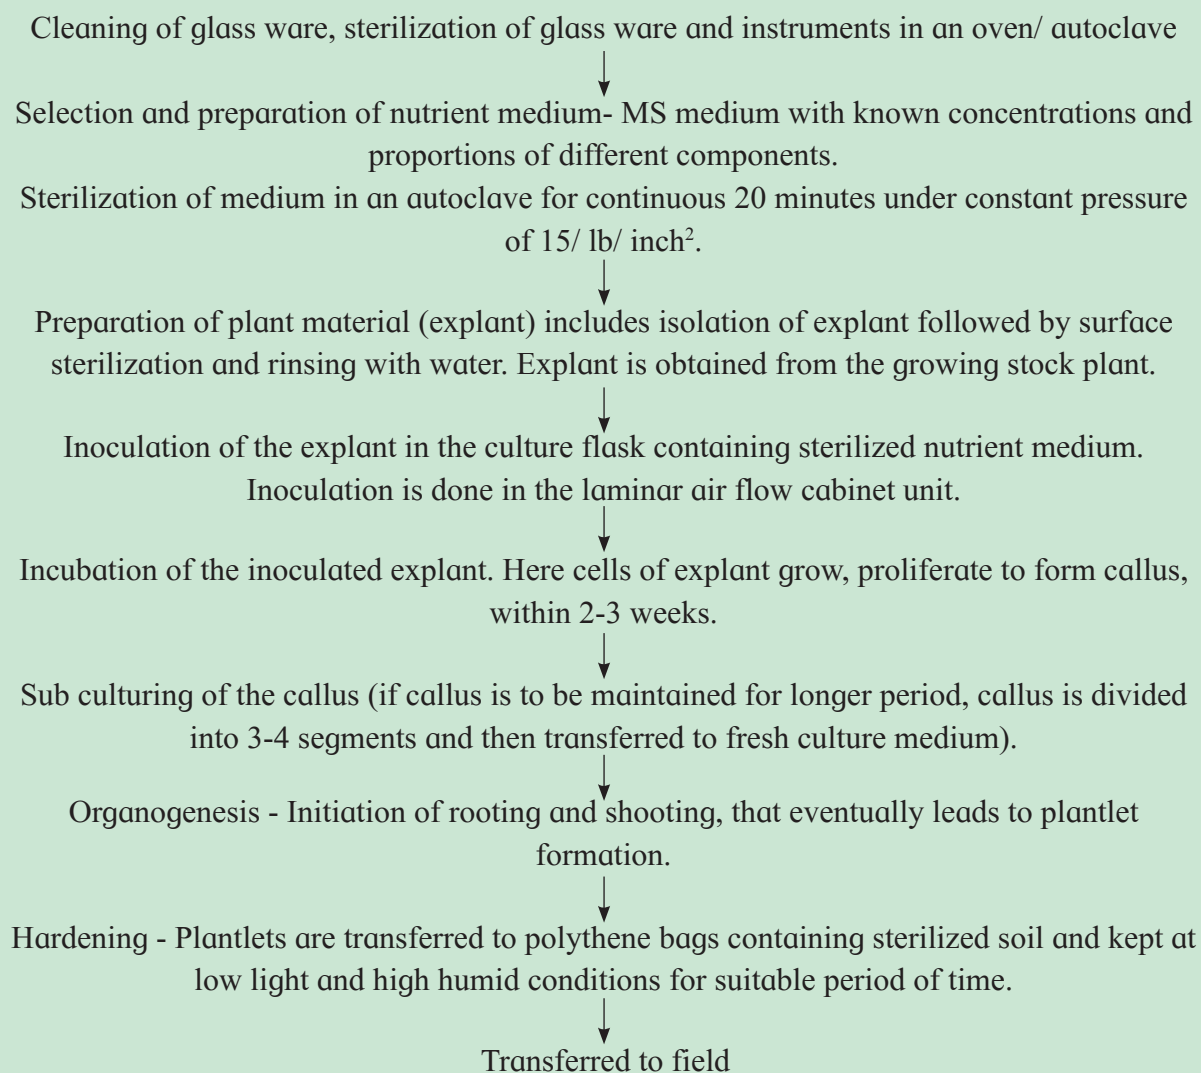 Cleaning of glass ware, sterilization of glass ware and instruments in an oven/ autoclave
Selection and preparation of nutrient medium- MS medium with known concentrations and
proportions of different components.
Sterilization of medium in an autoclave for continuous 20 minutes under constant pressure
of 15/ lb/ inch².
Preparation of plant material (explant) includes isolation of explant followed by surface
sterilization and rinsing with water. Explant is obtained from the growing stock plant.
Inoculation of the explant in the culture flask containing sterilized nutrient medium.
Inoculation is done in the laminar air flow cabinet unit.
Incubation of the inoculated explant. Here cells of explant grow, proliferate to form callus,
within 2-3 weeks.
Sub culturing of the callus (if callus is to be maintained for longer period, callus is divided
into 3-4 segments and then transferred to fresh culture medium).
Organogenesis - Initiation of rooting and shooting, that eventually leads to plantlet
formation.
Hardening - Plantlets are transferred to polythene bags containing sterilized soil and kept at
low light and high humid conditions for suitable period of time.
Transferred to field